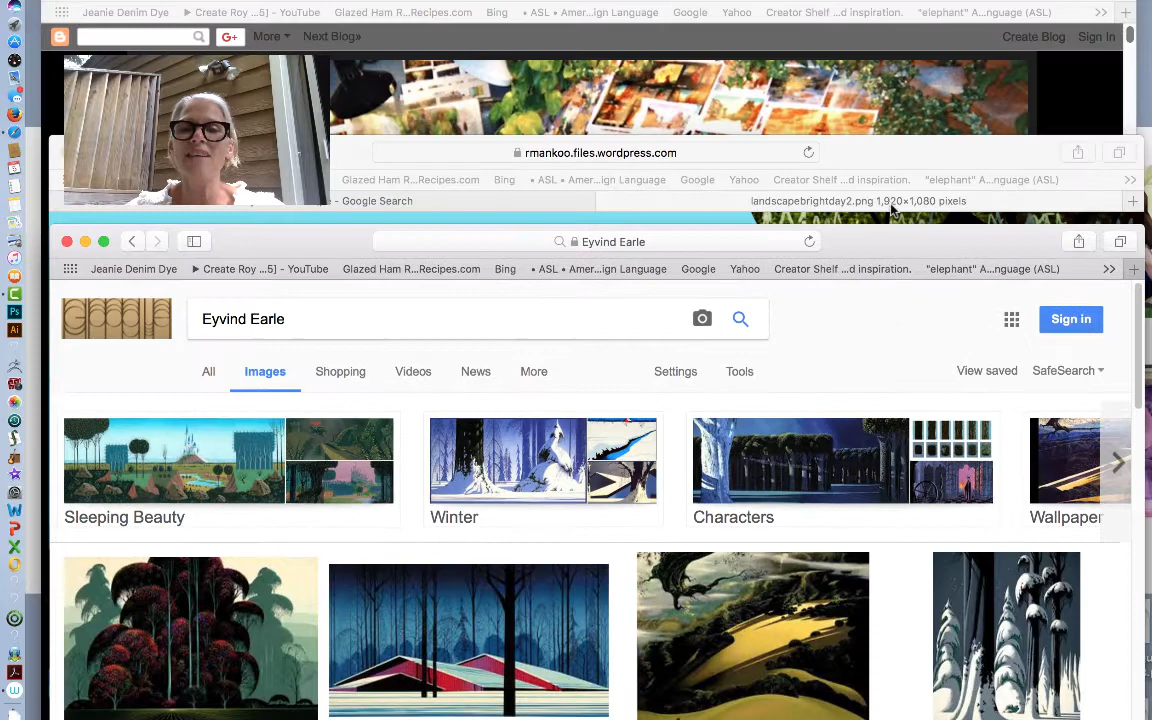 Jeanie Denim Dye ▶ Create Roy ...5] - YouTube Glazed Ham R...Recipes.com Bing • ASL • Amer...ign Language Google Yahoo Creator Shelf ...d inspiration. "elephant" A...nguage (ASL) >> +
G+ More Next Blog» Create Blog Sign In
rmankoo.files.wordpress.com
Glazed Ham R...Recipes.com Bing • ASL • Amer...ign Language Google Yahoo Creator Shelf ...d inspiration. "elephant" A...nguage (ASL) >>
- Google Search landscapebrightday2.png 1,920×1,080 pixels +
Eyvind Earle
Jeanie Denim Dye ▶ Create Roy ...5] - YouTube Glazed Ham R...Recipes.com Bing • ASL • Amer...ign Language Google Yahoo Creator Shelf ...d inspiration. "elephant" A...nguage (ASL) >> +
Google Eyvind Earle Sign in
All Images Shopping Videos News More Settings Tools View saved SafeSearch
Sleeping Beauty Winter Characters Wallpaper